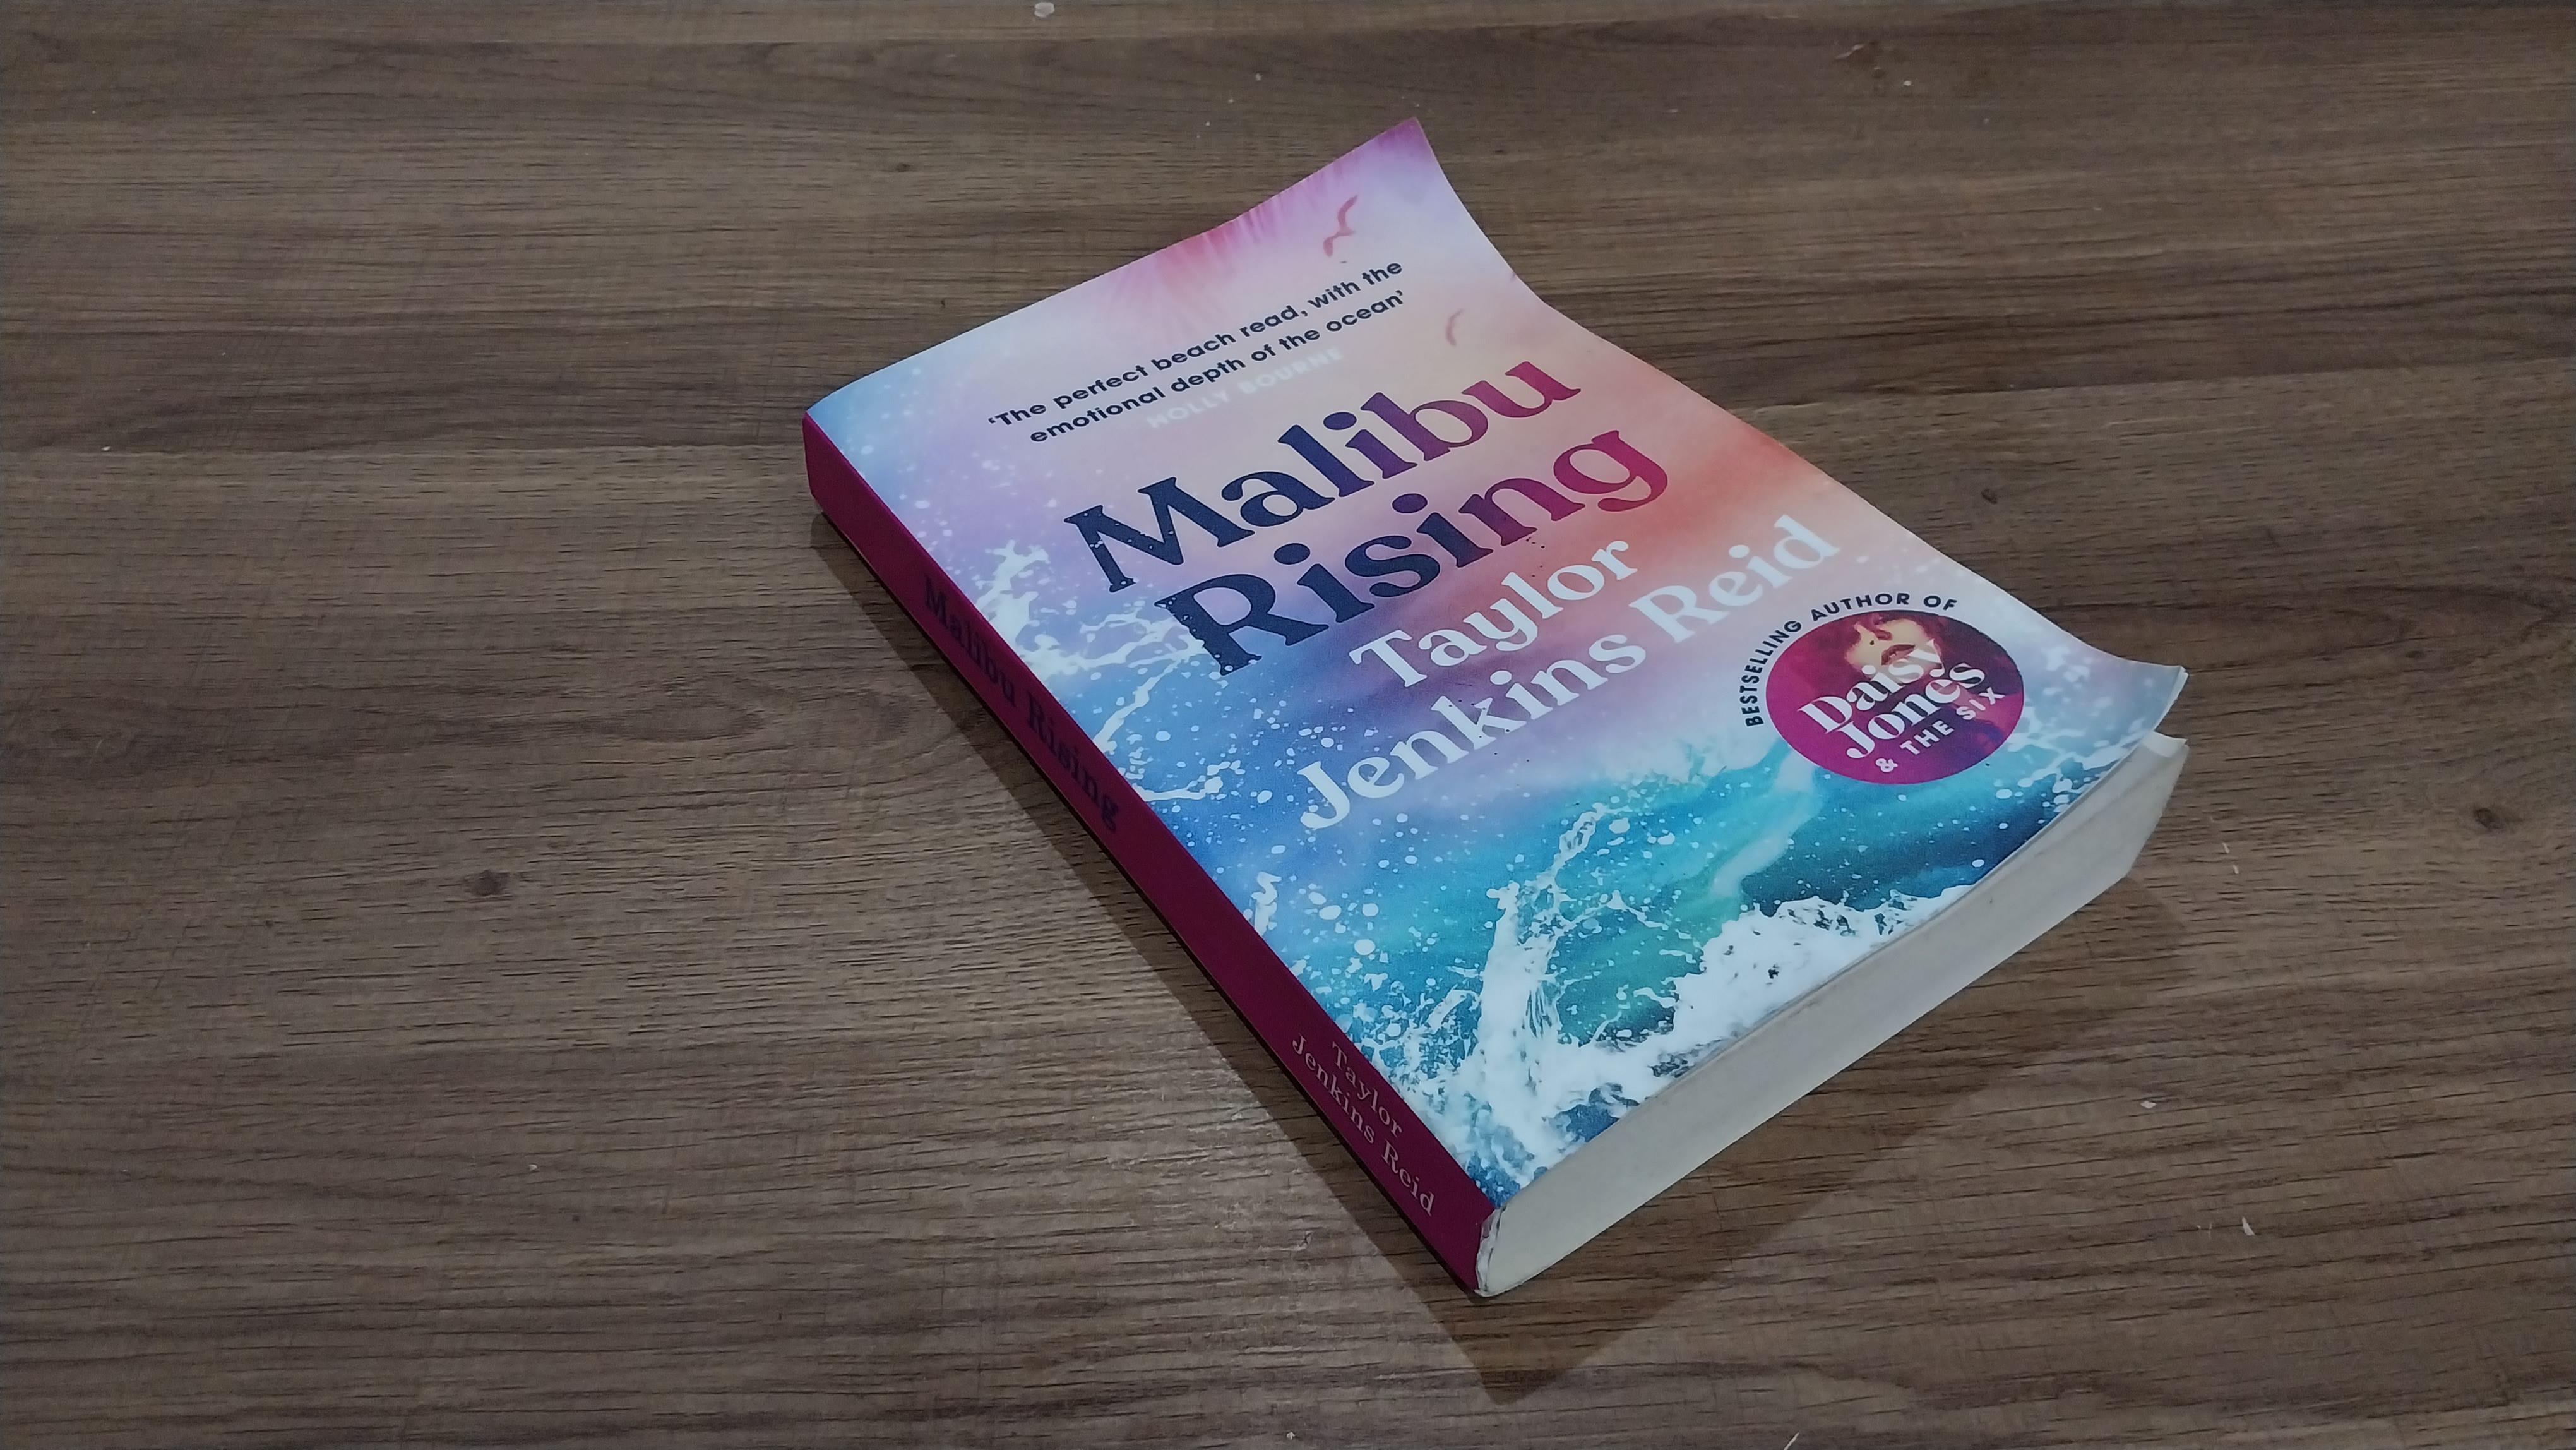 ‘The perfect beach read, with the
emotional depth of the ocean’
HOLLY BOURNE
Malibu
Rising
Taylor
Jenkins Reid
BESTSELLING AUTHOR OF
Daisy
Jones
& THE SIX
Malibu Rising
Taylor
Jenkins Reid